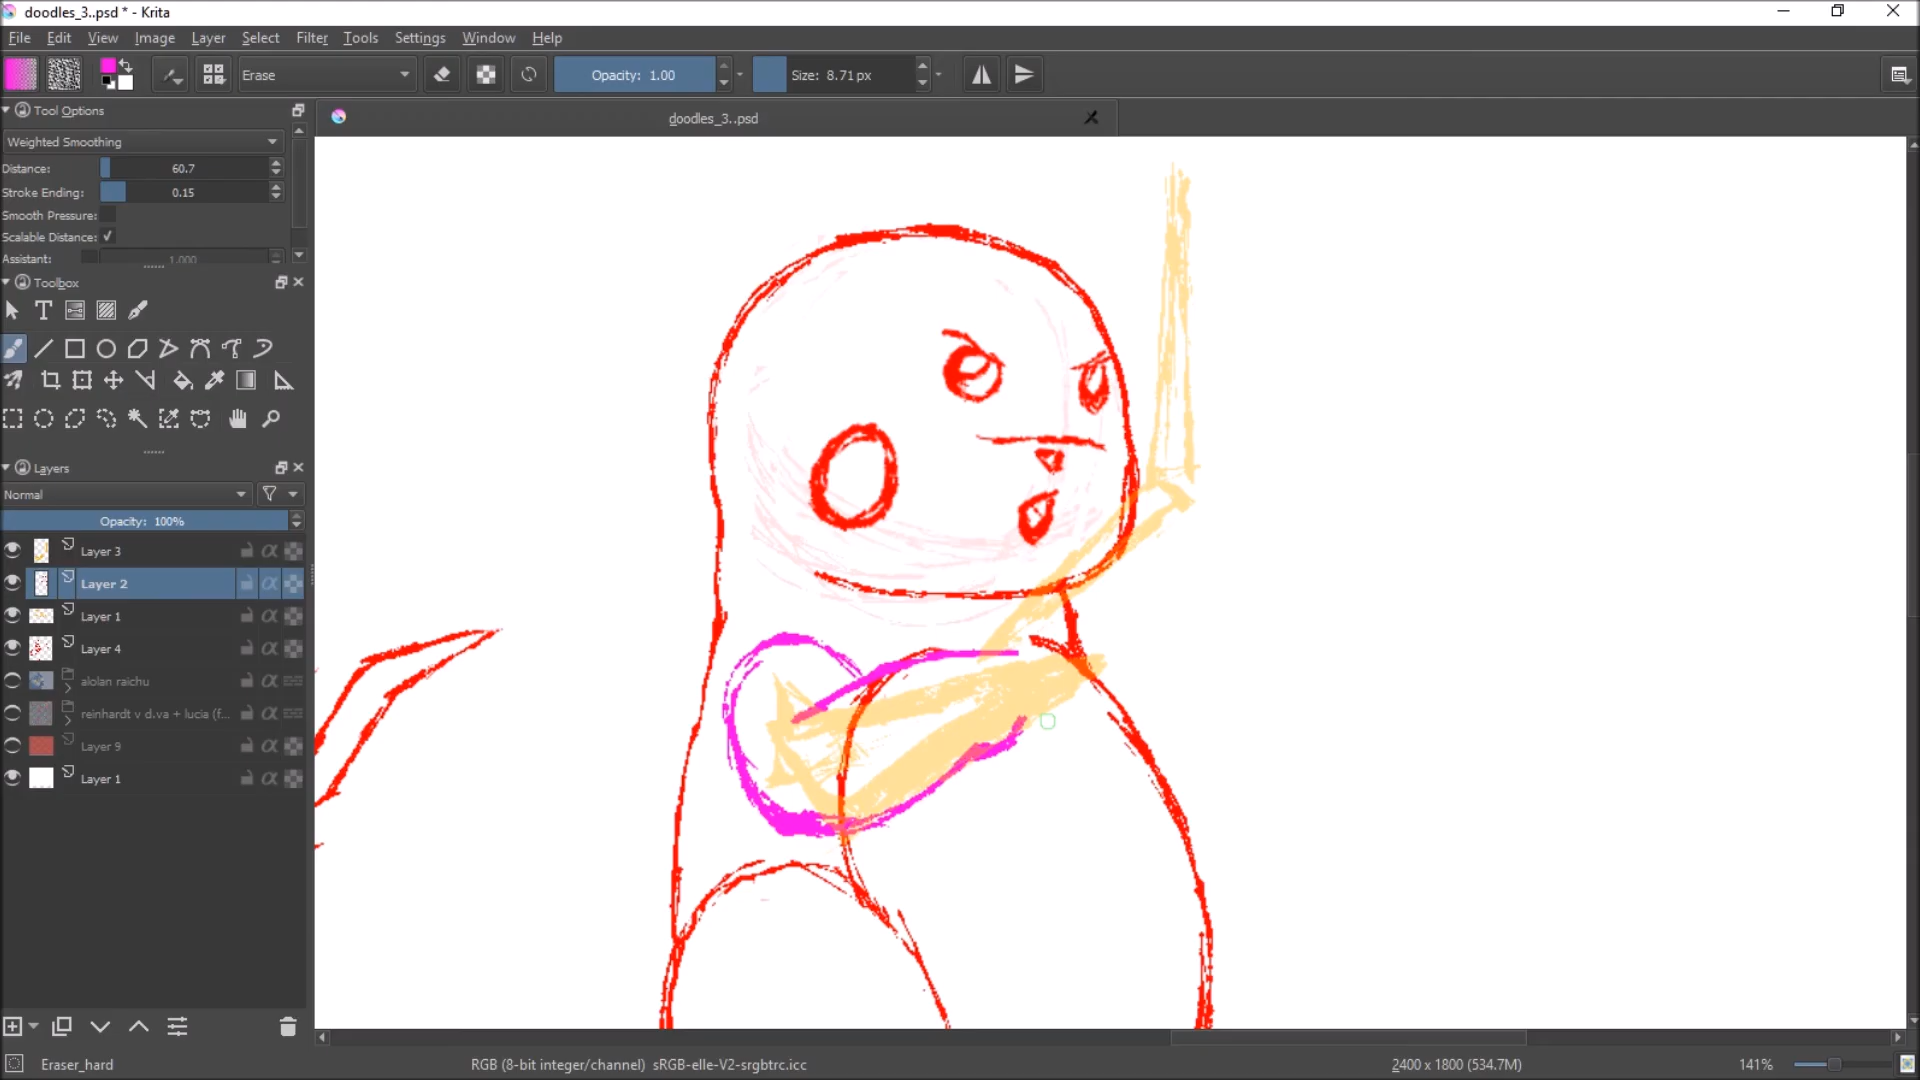 doodles_3..psd * - Krita
File Edit View Image Layer Select Filter Tools Settings Window Help
Erase Opacity: 1.00 Size: 8.71 px
Tool Options
doodles_3..psd
Weighted Smoothing
Distance: 60.7
Stroke Ending: 0.15
Smooth Pressure:
Scalable Distance:
Assistant: 1.000
Toolbox
Layers
Normal
Opacity: 100%
Layer 3
Layer 2
Layer 1
Layer 4
alolan raichu
reinhardt v d.va + lucia (f...
Layer 9
Layer 1
Eraser_hard
RGB (8-bit integer/channel) sRGB-elle-V2-srgbtrc.icc
2400 x 1800 (534.7M)
141%